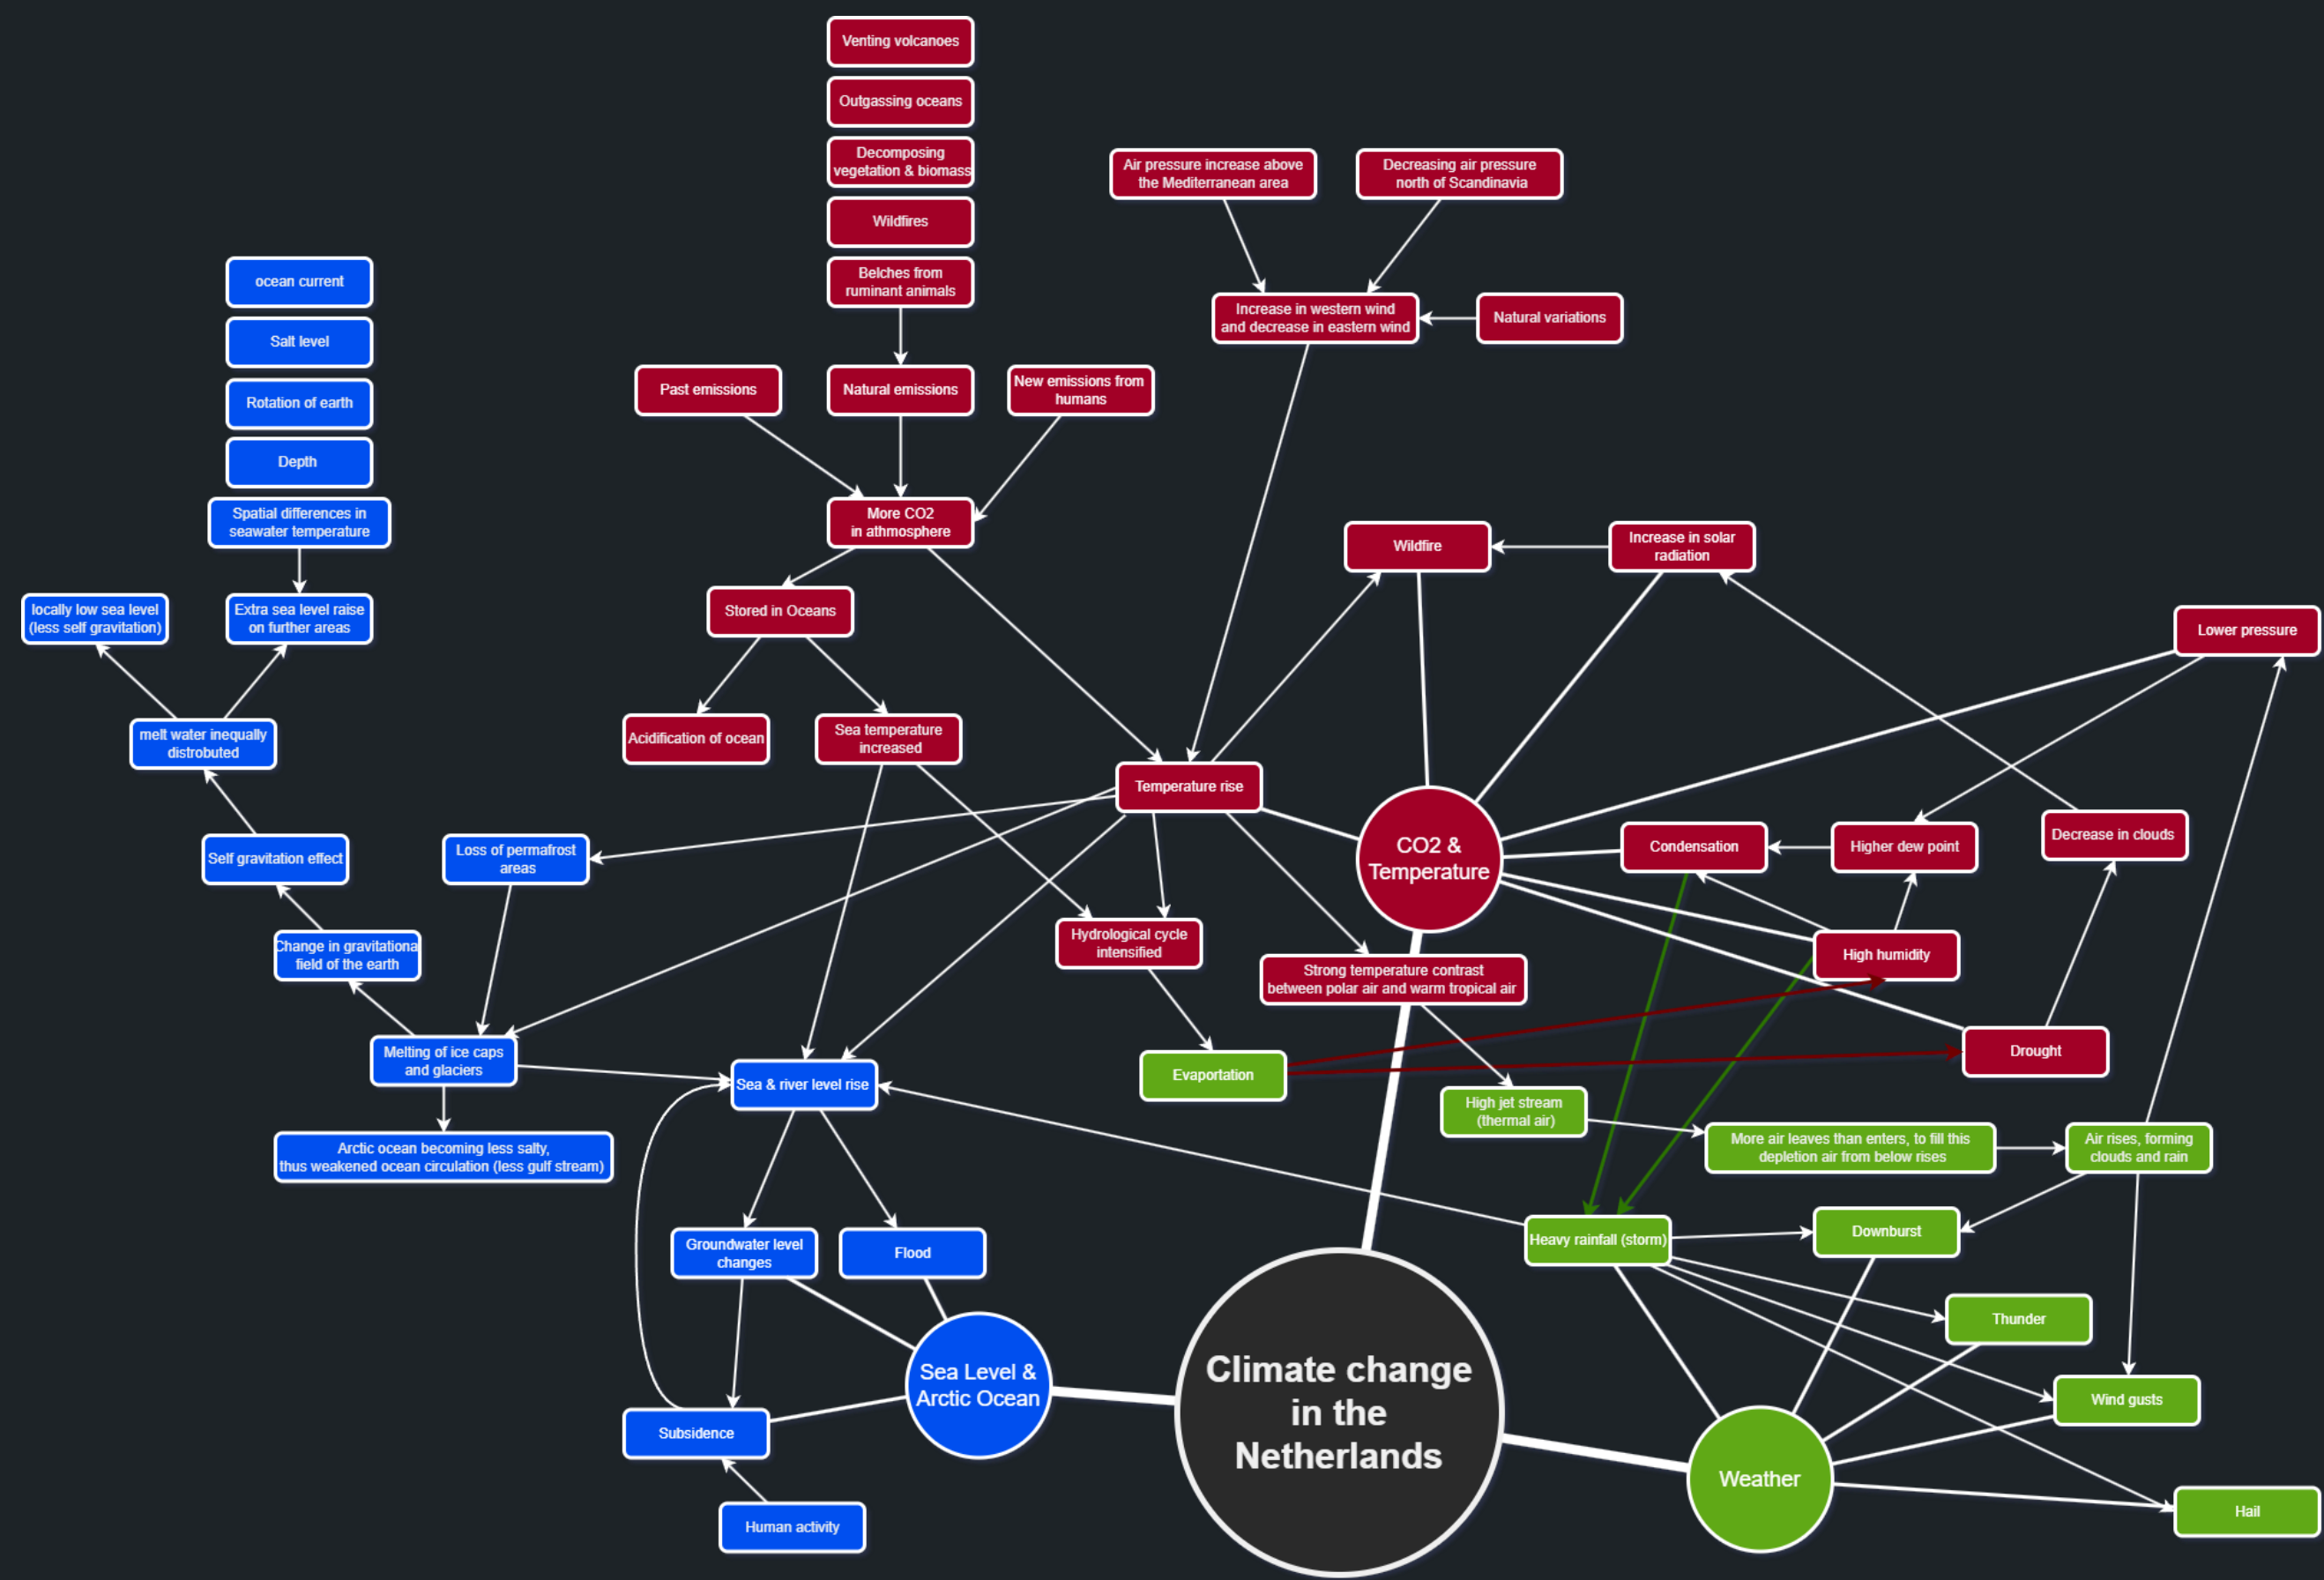 Venting volcanoes
Outgassing oceans
Decomposing
vegetation & biomass
Wildfires
Belches from
ruminant animals
Air pressure increase above
the Mediterranean area
Decreasing air pressure
north of Scandinavia
Increase in western wind
and decrease in eastern wind
Natural variations
ocean current
Salt level
Rotation of earth
Depth
Spatial differences in
seawater temperature
Past emissions
Natural emissions
New emissions from
humans
More CO2
in athmosphere
Wildfire
Increase in solar
radiation
locally low sea level
(less self gravitation)
Extra sea level raise
on further areas
Stored in Oceans
Lower pressure
melt water inequally
distrobuted
Acidification of ocean
Sea temperature
increased
Temperature rise
CO2 &
Temperature
Condensation
Higher dew point
Decrease in clouds
Self gravitation effect
Loss of permafrost
areas
Change in gravitationa
field of the earth
Hydrological cycle
intensified
Strong temperature contrast
between polar air and warm tropical air
High humidity
Melting of ice caps
and glaciers
Sea & river level rise
Evaportation
Drought
High jet stream
(thermal air)
More air leaves than enters, to fill this
depletion air from below rises
Air rises, forming
clouds and rain
Arctic ocean becoming less salty,
thus weakened ocean circulation (less gulf stream)
Groundwater level
changes
Flood
Heavy rainfall (storm)
Downburst
Thunder
Sea Level &
Arctic Ocean
Climate change
in the
Netherlands
Wind gusts
Subsidence
Weather
Human activity
Hail